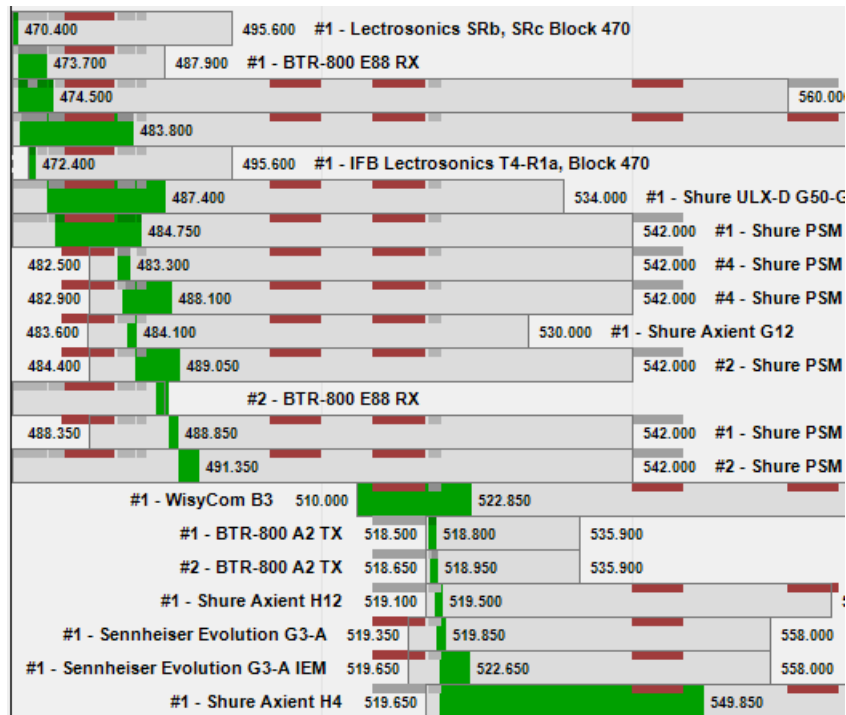 470.400 495.600 #1 - Lectrosonics SRb, SRc Block 470
473.700 487.900 #1 - BTR-800 E88 RX
474.500 560.000
483.800
472.400 495.600 #1 - IFB Lectrosonics T4-R1a, Block 470
487.400 534.000 #1 - Shure ULX-D G50-G
484.750 542.000 #1 - Shure PSM
482.500 483.300 542.000 #4 - Shure PSM
482.900 488.100 542.000 #4 - Shure PSM
483.600 484.100 530.000 #1 - Shure Axient G12
484.400 489.050 542.000 #2 - Shure PSM
#2 - BTR-800 E88 RX
488.350 488.850 542.000 #1 - Shure PSM
491.350 542.000 #2 - Shure PSM
#1 - WisyCom B3 510.000 522.850
#1 - BTR-800 A2 TX 518.500 518.800 535.900
#2 - BTR-800 A2 TX 518.650 518.950 535.900
#1 - Shure Axient H12 519.100 519.500
#1 - Sennheiser Evolution G3-A 519.350 519.850 558.000
#1 - Sennheiser Evolution G3-A IEM 519.650 522.650 558.000
#1 - Shure Axient H4 519.650 549.850